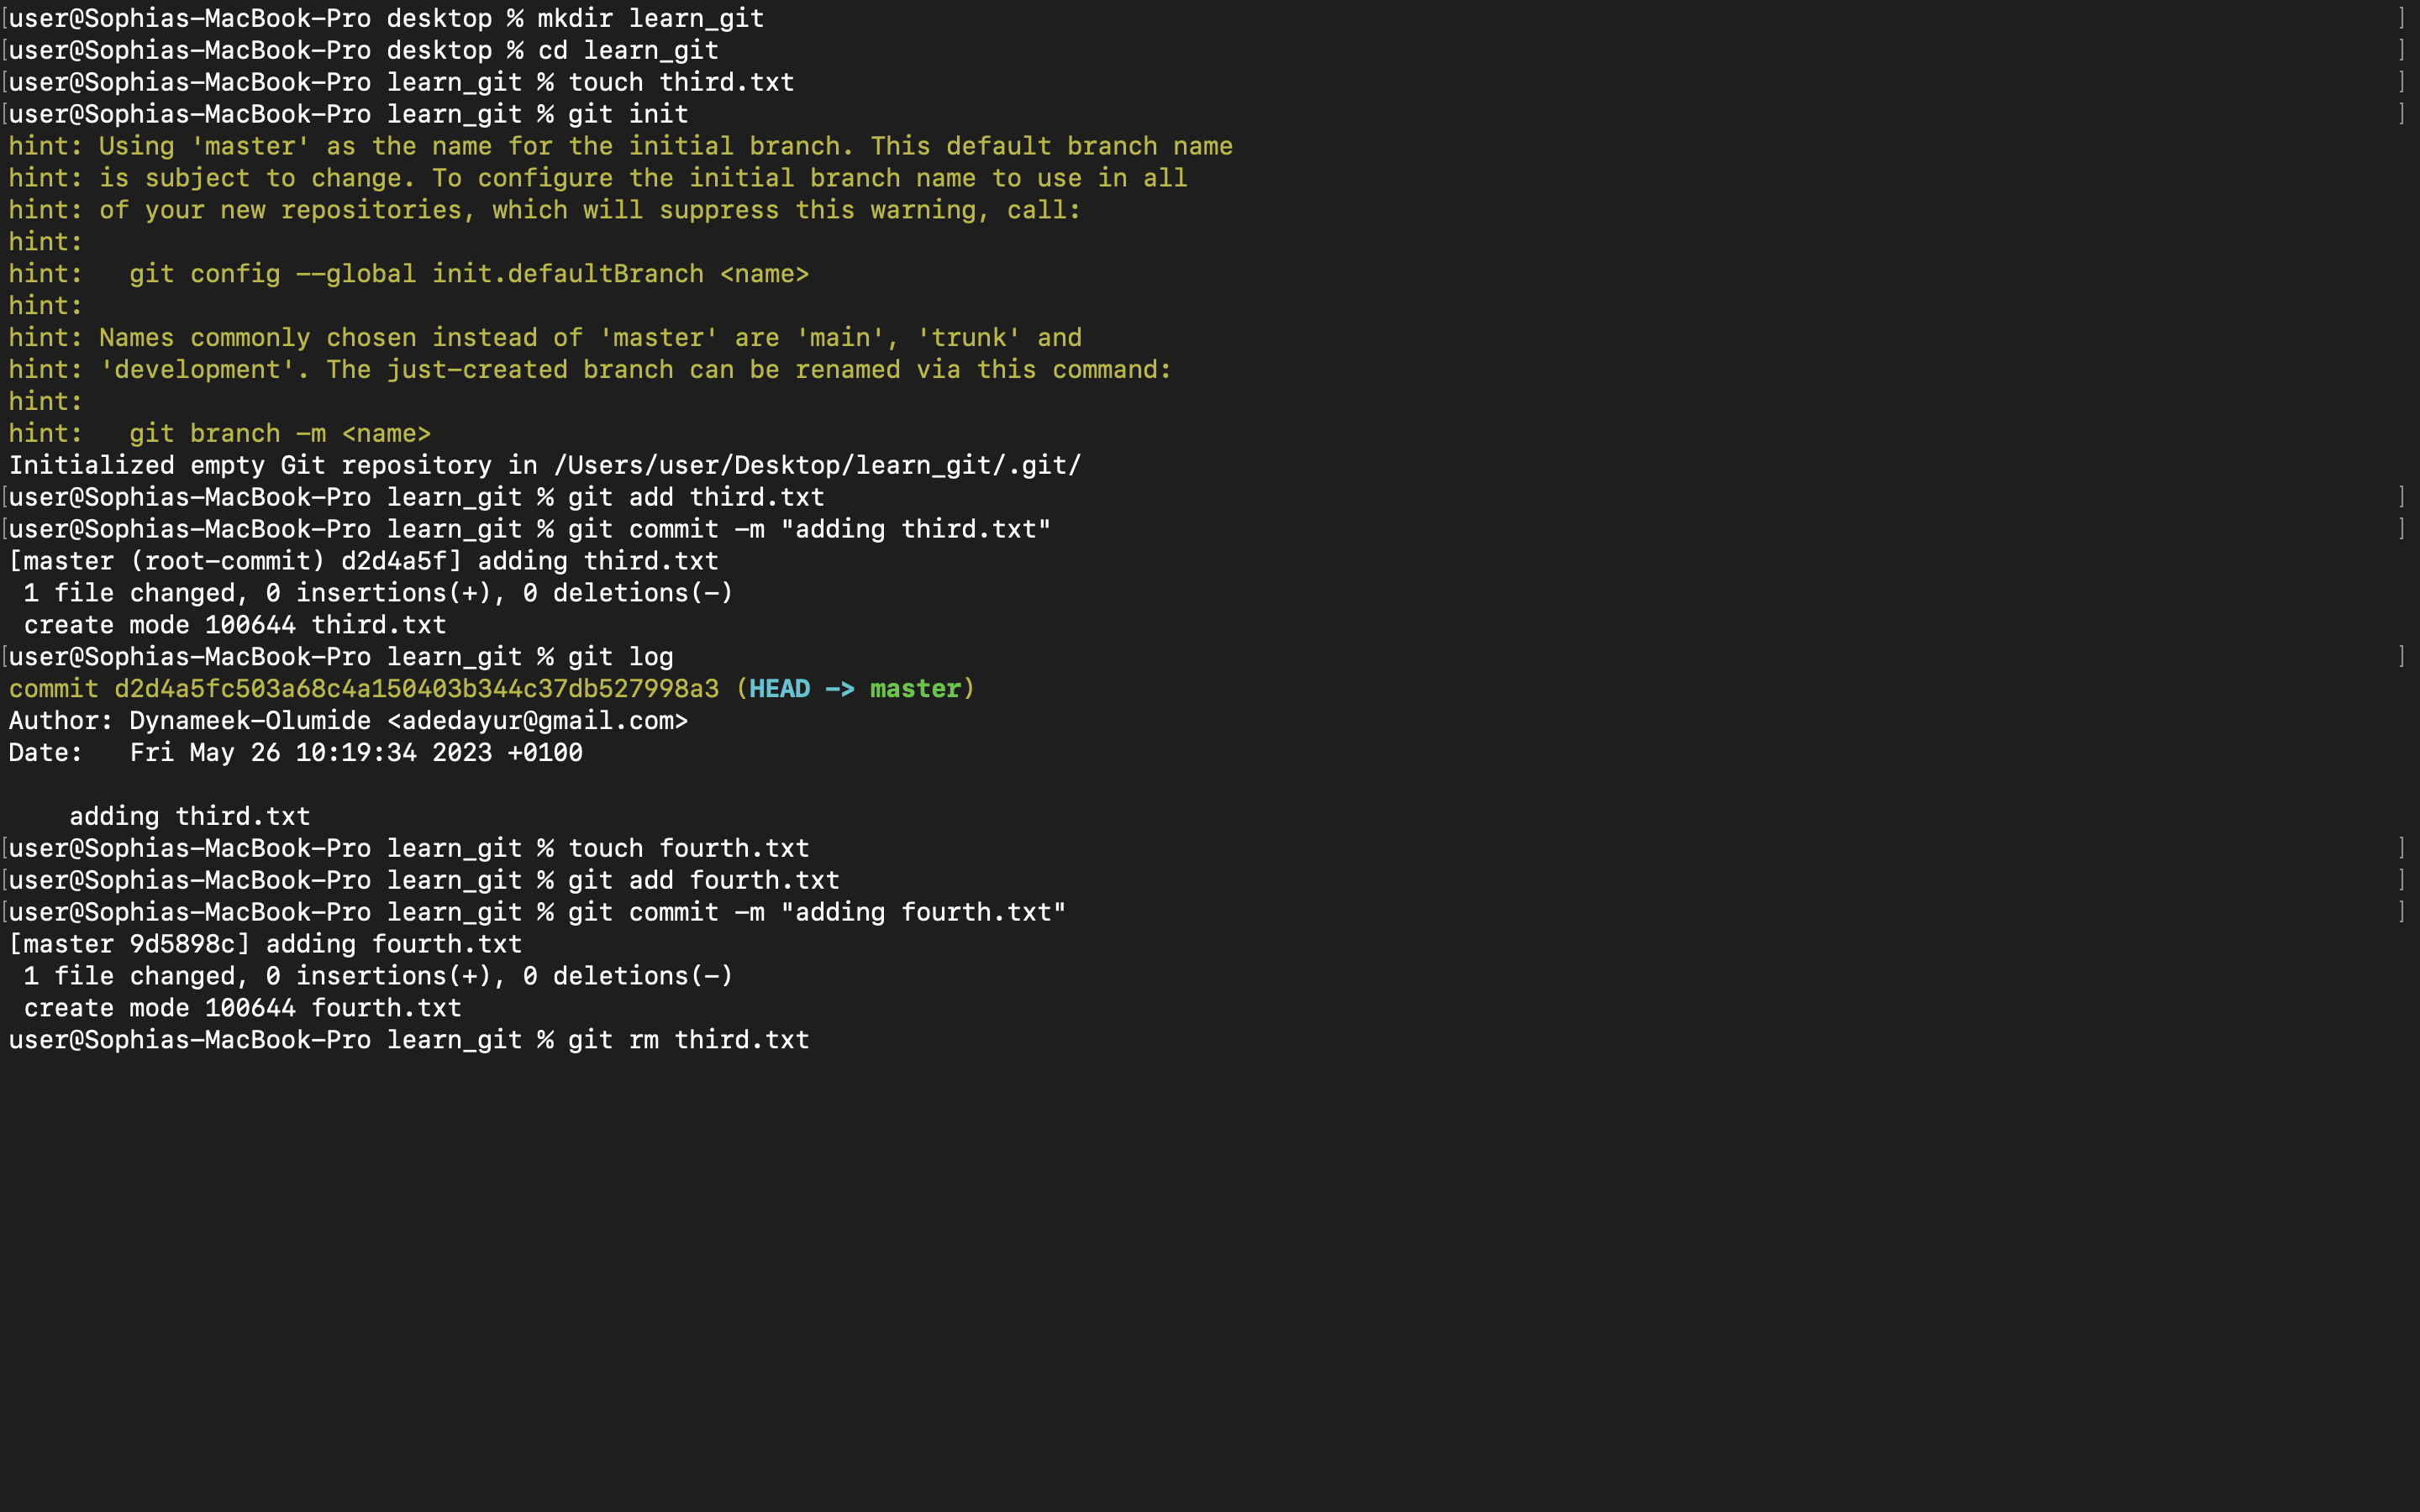 [user@Sophias-MacBook-Pro desktop % mkdir learn_git ]
[user@Sophias-MacBook-Pro desktop % cd learn_git ]
[user@Sophias-MacBook-Pro learn_git % touch third.txt ]
[user@Sophias-MacBook-Pro learn_git % git init ]
hint: Using 'master' as the name for the initial branch. This default branch name
hint: is subject to change. To configure the initial branch name to use in all
hint: of your new repositories, which will suppress this warning, call:
hint:
hint:   git config --global init.defaultBranch <name>
hint:
hint: Names commonly chosen instead of 'master' are 'main', 'trunk' and
hint: 'development'. The just-created branch can be renamed via this command:
hint:
hint:   git branch -m <name>
Initialized empty Git repository in /Users/user/Desktop/learn_git/.git/
[user@Sophias-MacBook-Pro learn_git % git add third.txt ]
[user@Sophias-MacBook-Pro learn_git % git commit -m "adding third.txt" ]
[master (root-commit) d2d4a5f] adding third.txt
 1 file changed, 0 insertions(+), 0 deletions(-)
 create mode 100644 third.txt
[user@Sophias-MacBook-Pro learn_git % git log ]
commit d2d4a5fc503a68c4a150403b344c37db527998a3 (HEAD -> master)
Author: Dynameek-Olumide <adedayur@gmail.com>
Date:   Fri May 26 10:19:34 2023 +0100

    adding third.txt
[user@Sophias-MacBook-Pro learn_git % touch fourth.txt ]
[user@Sophias-MacBook-Pro learn_git % git add fourth.txt ]
[user@Sophias-MacBook-Pro learn_git % git commit -m "adding fourth.txt" ]
[master 9d5898c] adding fourth.txt
 1 file changed, 0 insertions(+), 0 deletions(-)
 create mode 100644 fourth.txt
user@Sophias-MacBook-Pro learn_git % git rm third.txt